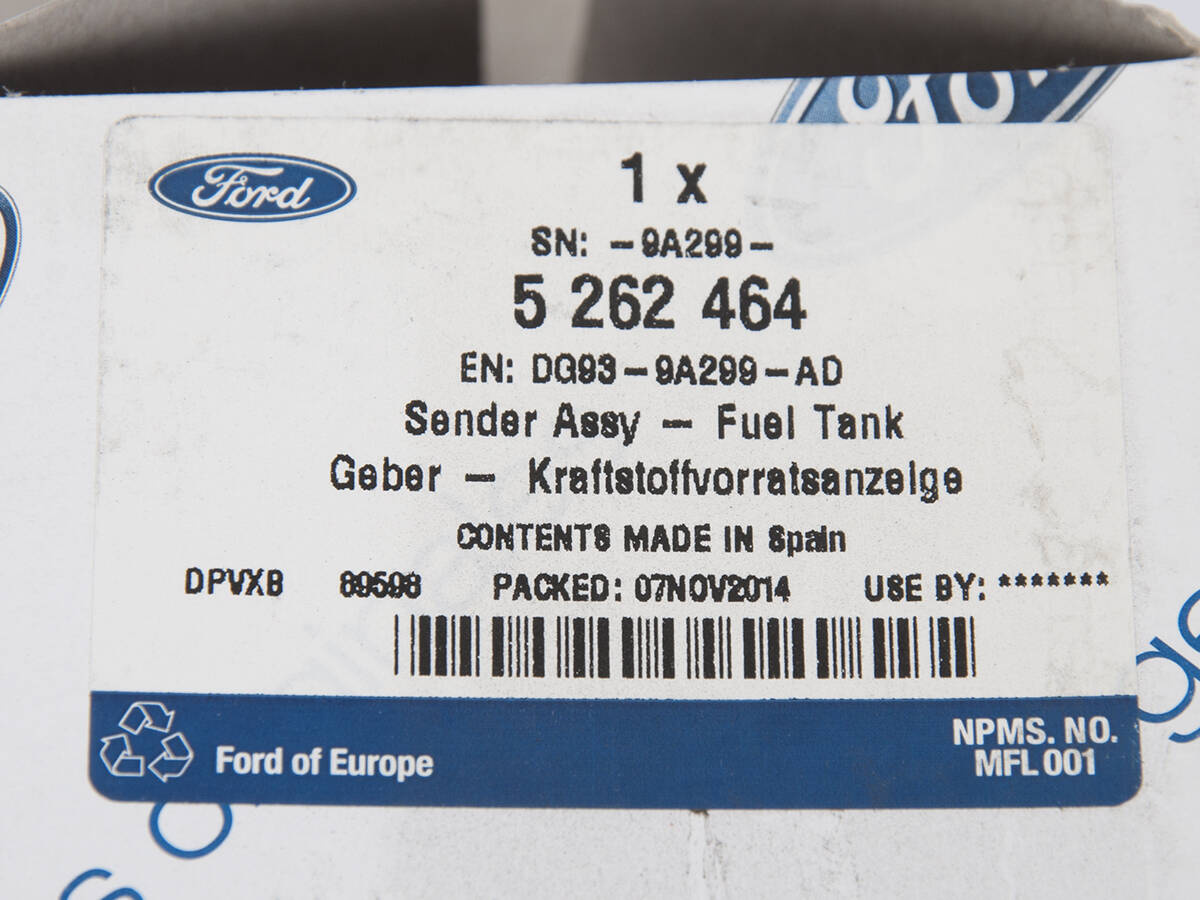 Ford
1 x
SN: -9A299-
5 262 464
EN: DG93-9A299-AD
Sender Assy - Fuel Tank
Geber - Kraftstoffvorratsanzeige
CONTENTS MADE IN Spain
DPVXB 89598 PACKED: 07NOV2014 USE BY: *******
Ford of Europe
NPMS. NO.
MFL 001